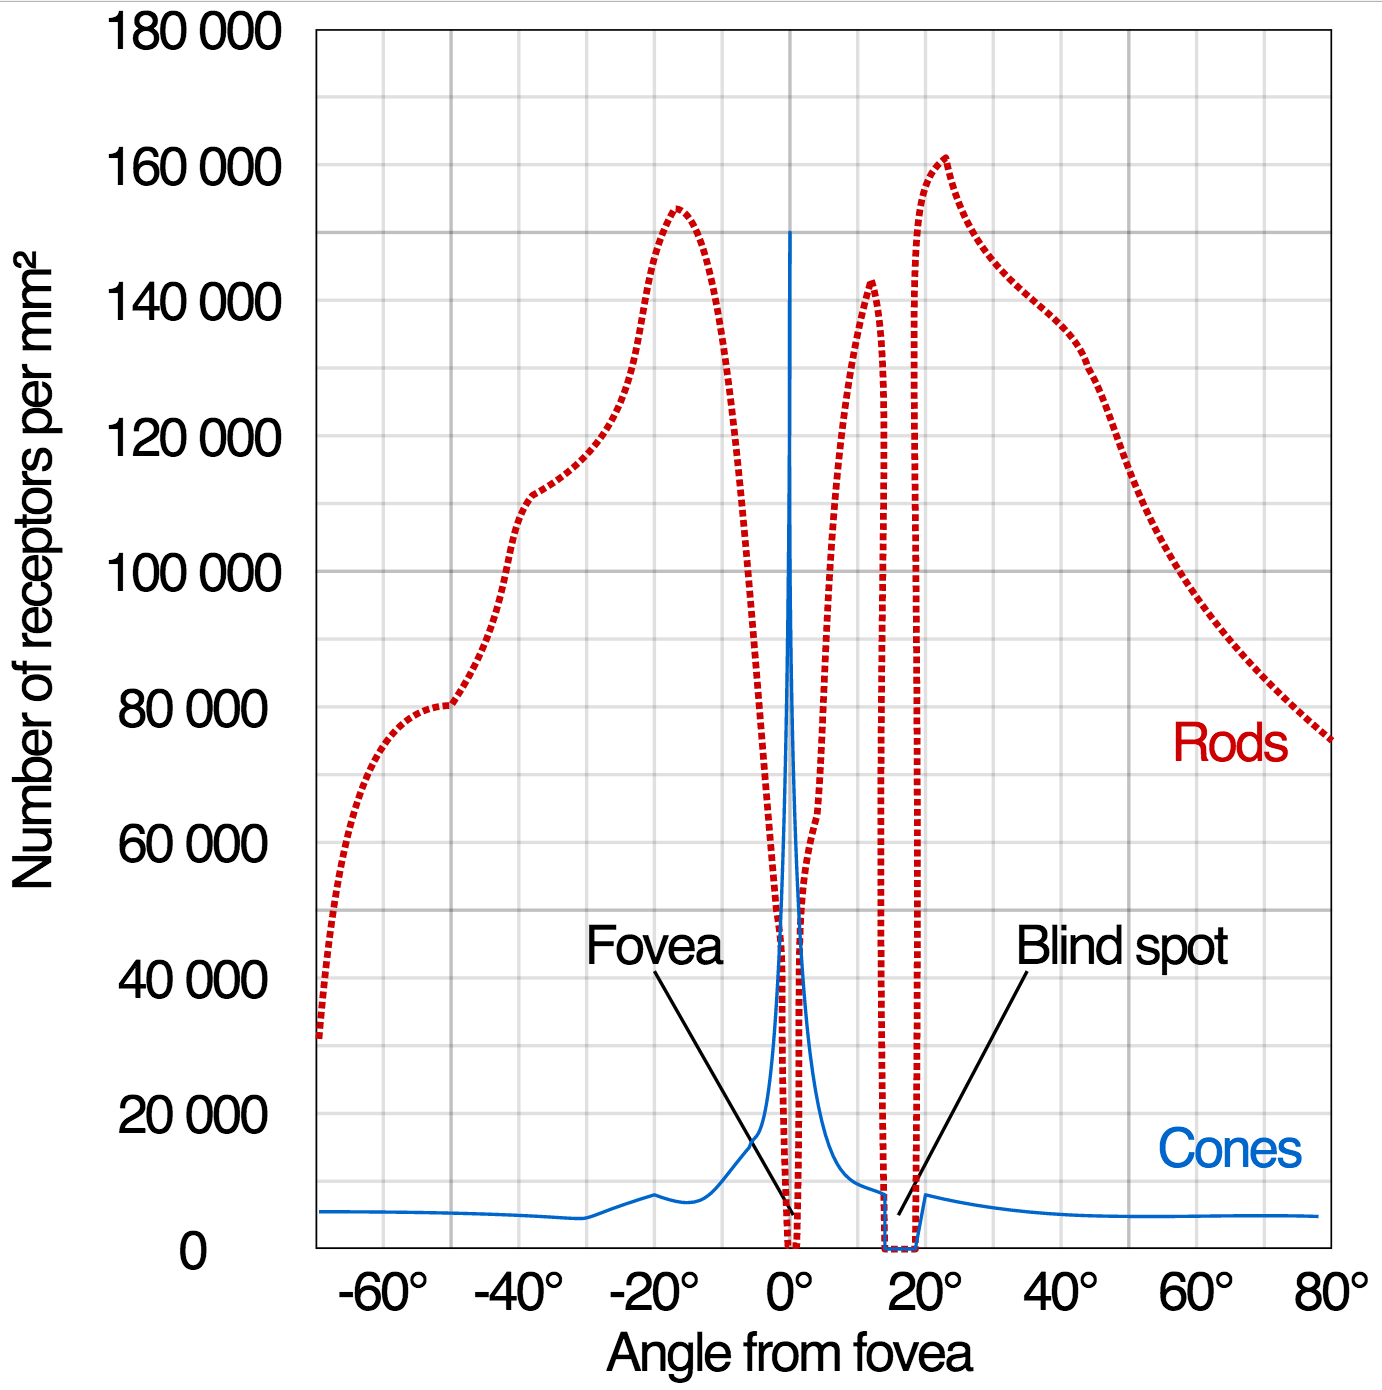 Number of receptors per mm²
180 000
160 000
140 000
120 000
100 000
80 000
60 000
40 000
20 000
0
Rods
Fovea
Blind spot
Cones
-60° -40° -20° 0° 20° 40° 60° 80°
Angle from fovea